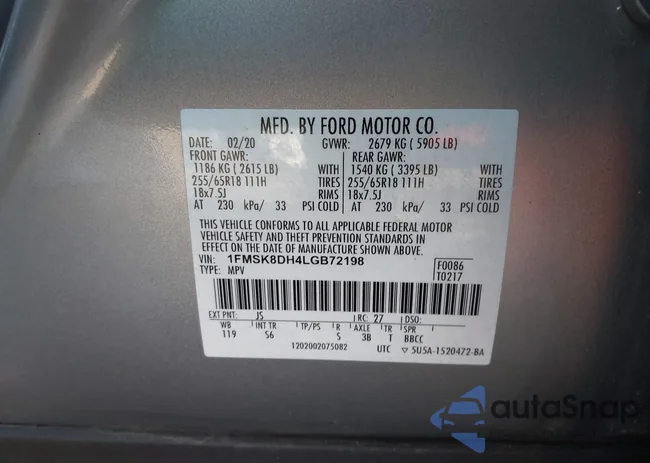 MFD. BY FORD MOTOR CO.
DATE: 02/20 GVWR: 2679 KG ( 5905 LB)
FRONT GAWR: REAR GAWR:
1186 KG ( 2615 LB) WITH 1540 KG ( 3395 LB) WITH
255/65R18 111H TIRES 255/65R18 111H TIRES
18x7.5J RIMS 18x7.5J RIMS
AT 230 kPa/ 33 PSI COLD AT 230 kPa/ 33 PSI COLD
THIS VEHICLE CONFORMS TO ALL APPLICABLE FEDERAL MOTOR
VEHICLE SAFETY AND THEFT PREVENTION STANDARDS IN
EFFECT ON THE DATE OF MANUFACTURE SHOWN ABOVE.
VIN: 1FMSK8DH4LGB72198 F0086
TYPE: MPV T0217
EXT PNT: JS RC: 27 DSO:
WB INT TR TP/PS R AXLE TR SPR
119 S6 S 3B T BBCC
1202002075082 UTC 5U5A-1520472-BA
autoSnap